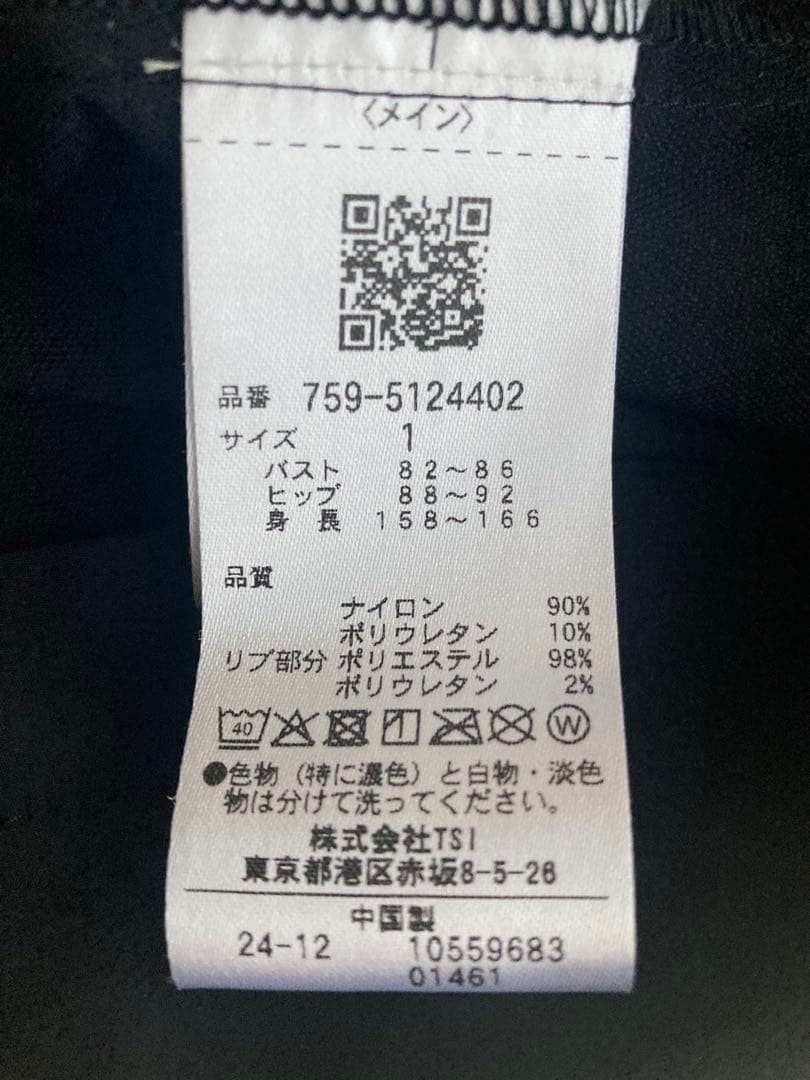 1
〈メイン〉
品番 759-5124402
サイズ 1
バスト 82～86
ヒップ 88～92
身 長 158～166
品質
ナイロン 90%
ポリウレタン 10%
リブ部分 ポリエステル 98%
ポリウレタン 2%
40 W
●色物（特に濃色）と白物・淡色
物は分けて洗ってください。
株式会社TSI
東京都港区赤坂8-5-26
中国製
24-12 10559683
01461